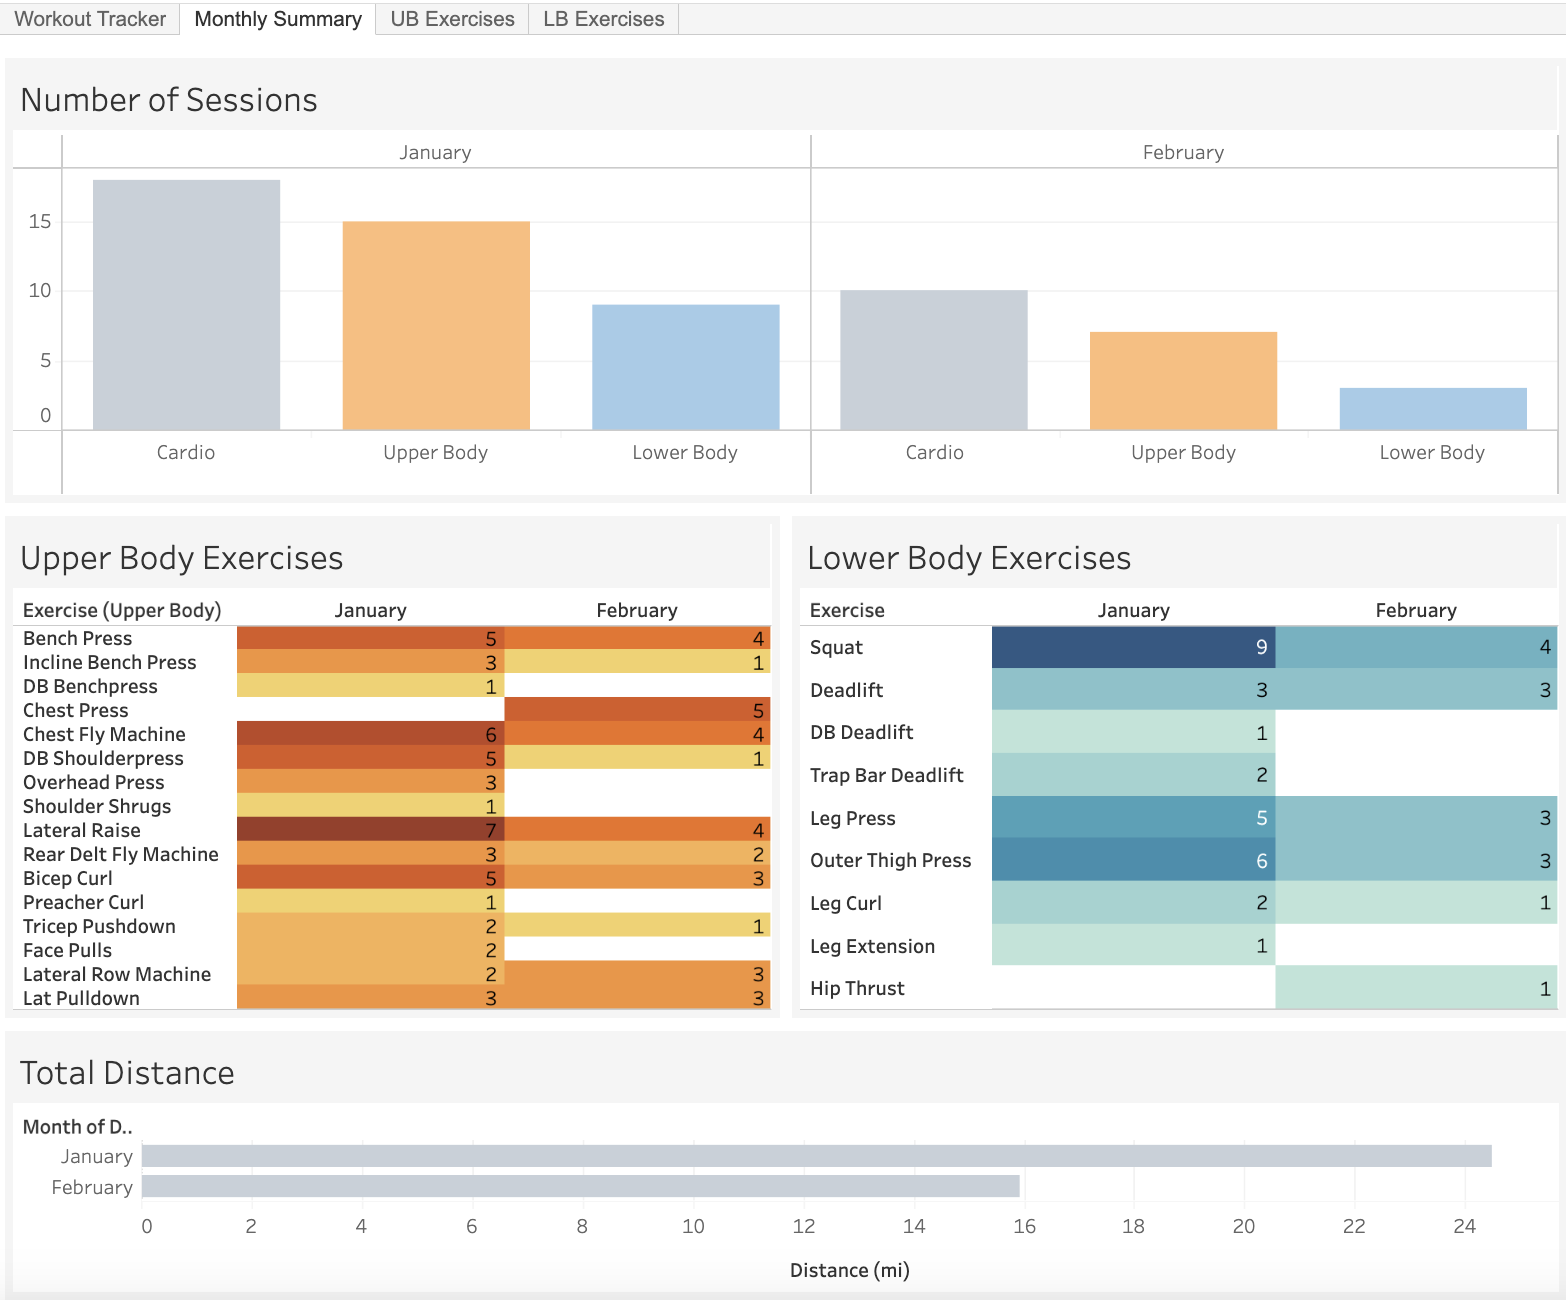 Workout Tracker Monthly Summary UB Exercises LB Exercises
Number of Sessions
January February
15
10
5
0
Cardio Upper Body Lower Body Cardio Upper Body Lower Body
Upper Body Exercises
Exercise (Upper Body) January February
Bench Press 5 4
Incline Bench Press 3 1
DB Benchpress 1
Chest Press 5
Chest Fly Machine 6 4
DB Shoulderpress 5 1
Overhead Press 3
Shoulder Shrugs 1
Lateral Raise 7 4
Rear Delt Fly Machine 3 2
Bicep Curl 5 3
Preacher Curl 1
Tricep Pushdown 2 1
Face Pulls 2
Lateral Row Machine 2 3
Lat Pulldown 3 3
Lower Body Exercises
Exercise January February
Squat 9 4
Deadlift 3 3
DB Deadlift 1
Trap Bar Deadlift 2
Leg Press 5 3
Outer Thigh Press 6 3
Leg Curl 2 1
Leg Extension 1
Hip Thrust 1
Total Distance
Month of D..
January
February
0 2 4 6 8 10 12 14 16 18 20 22 24
Distance (mi)